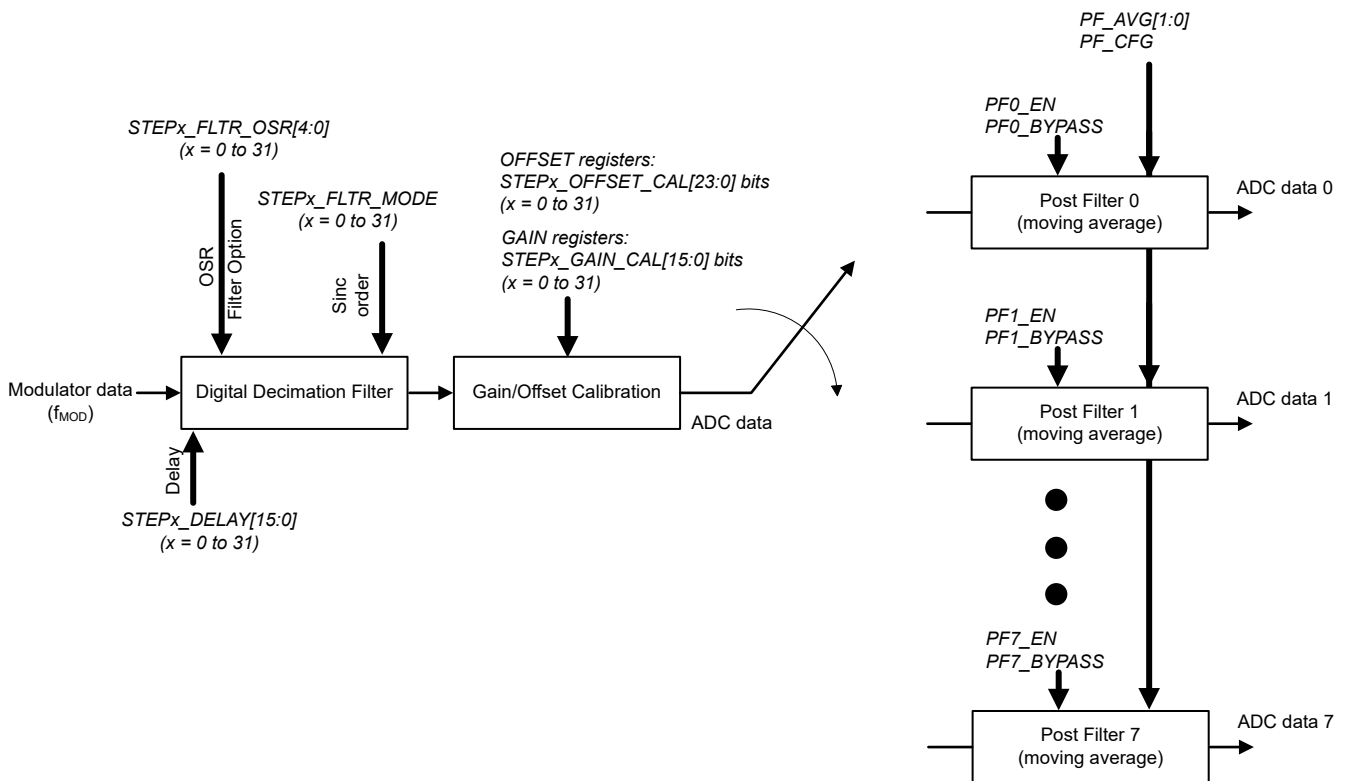 PF_AVG[1:0]
PF_CFG
PF0_EN
PF0_BYPASS
STEPx_FLTR_OSR[4:0]
(x = 0 to 31)
OFFSET registers:
STEPx_OFFSET_CAL[23:0] bits
(x = 0 to 31)
GAIN registers:
STEPx_GAIN_CAL[15:0] bits
(x = 0 to 31)
STEPx_FLTR_MODE
(x = 0 to 31)
Post Filter 0
(moving average)
ADC data 0
OSR
Filter Option
Sinc
order
PF1_EN
PF1_BYPASS
Modulator data
(fMOD)
Digital Decimation Filter
Gain/Offset Calibration
ADC data
Post Filter 1
(moving average)
ADC data 1
Delay
STEPx_DELAY[15:0]
(x = 0 to 31)
PF7_EN
PF7_BYPASS
Post Filter 7
(moving average)
ADC data 7